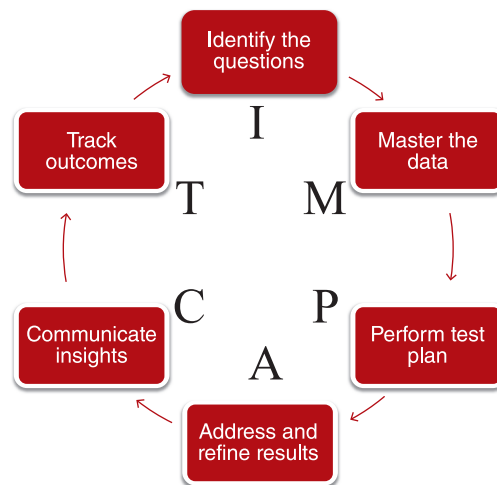 Identify the
questions
I
Master the
data
M
Perform test
plan
P
Address and
refine results
A
Communicate
insights
C
Track
outcomes
T